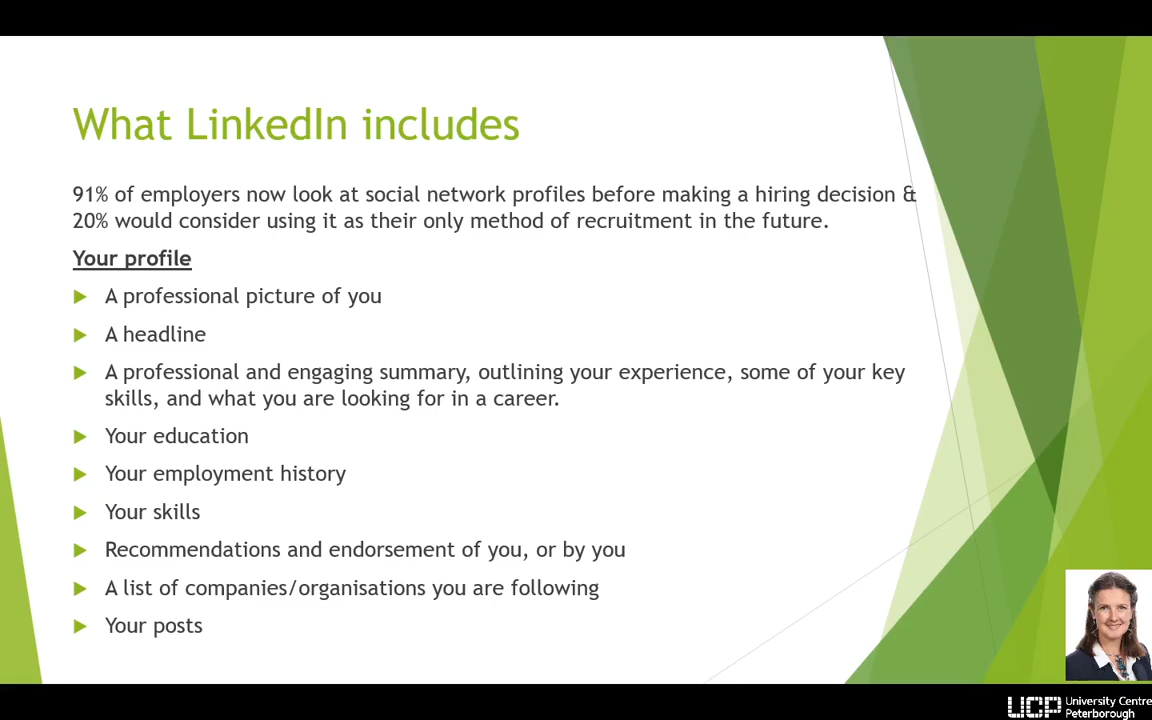 What LinkedIn includes
91% of employers now look at social network profiles before making a hiring decision &
20% would consider using it as their only method of recruitment in the future.
Your profile
A professional picture of you
A headline
A professional and engaging summary, outlining your experience, some of your key
skills, and what you are looking for in a career.
Your education
Your employment history
Your skills
Recommendations and endorsement of you, or by you
A list of companies/organisations you are following
Your posts
UCP University Centre
Peterborough